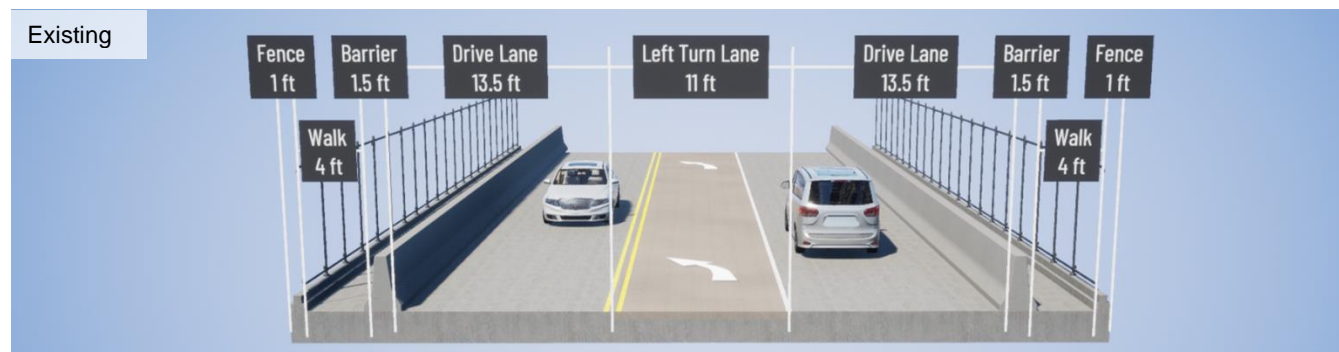 Existing
Fence
1 ft
Barrier
1.5 ft
Drive Lane
13.5 ft
Left Turn Lane
11 ft
Drive Lane
13.5 ft
Barrier
1.5 ft
Fence
1 ft
Walk
4 ft
Walk
4 ft